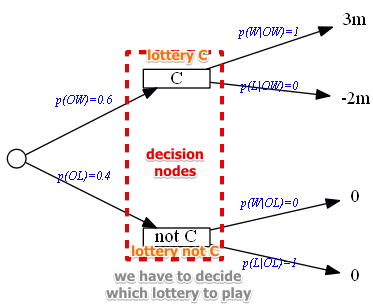 lottery C
C
p(W|OW)=1
3m
p(OW)=0.6
p(L|OW)=0
-2m
decision
nodes
p(OL)=0.4
p(W|OL)=0
0
not C
lottery not C
p(L|OL)=1
0
we have to decide
which lottery to play